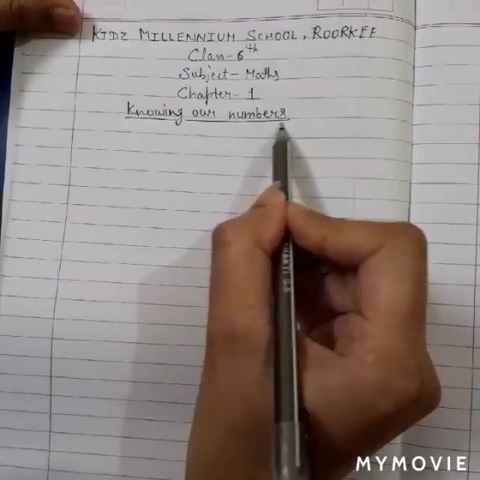 KIDZ MILLENNIUM SCHOOL, ROORKEE
Class-6th
Subject-Maths
Chapter-1
Knowing our numbers
MYMOVIE